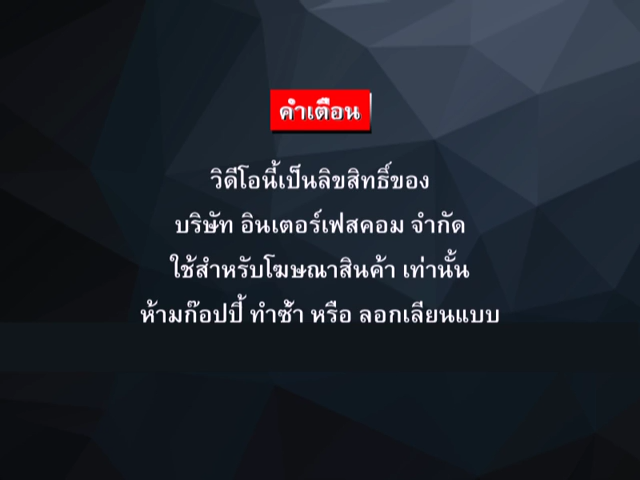 คำเตือน
วิดีโอนี้เป็นลิขสิทธิ์ของ
บริษัท อินเตอร์เฟสคอม จำกัด
ใช้สำหรับโฆษณาสินค้า เท่านั้น
ห้ามก๊อปปี้ ทำซ้ำ หรือ ลอกเลียนแบบ